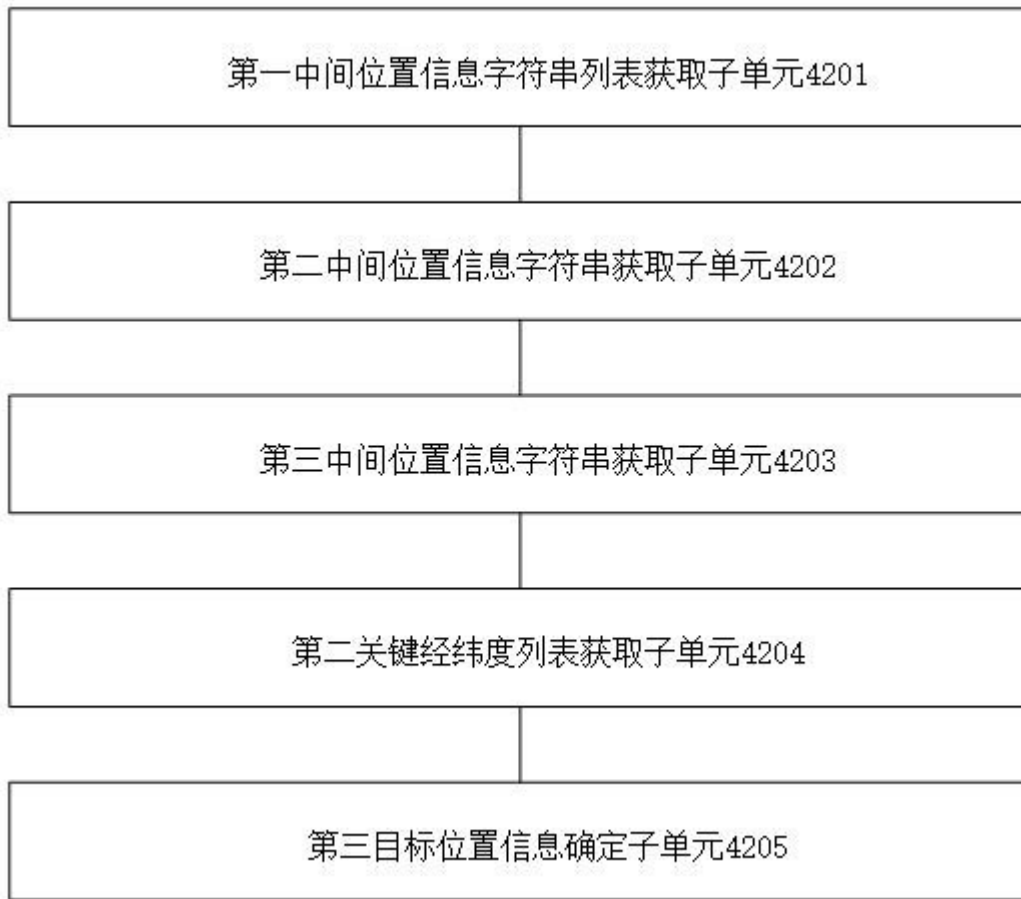 第一中间位置信息字符串列表获取子单元4201
第二中间位置信息字符串获取子单元4202
第三中间位置信息字符串获取子单元4203
第二关键经纬度列表获取子单元4204
第三目标位置信息确定子单元4205